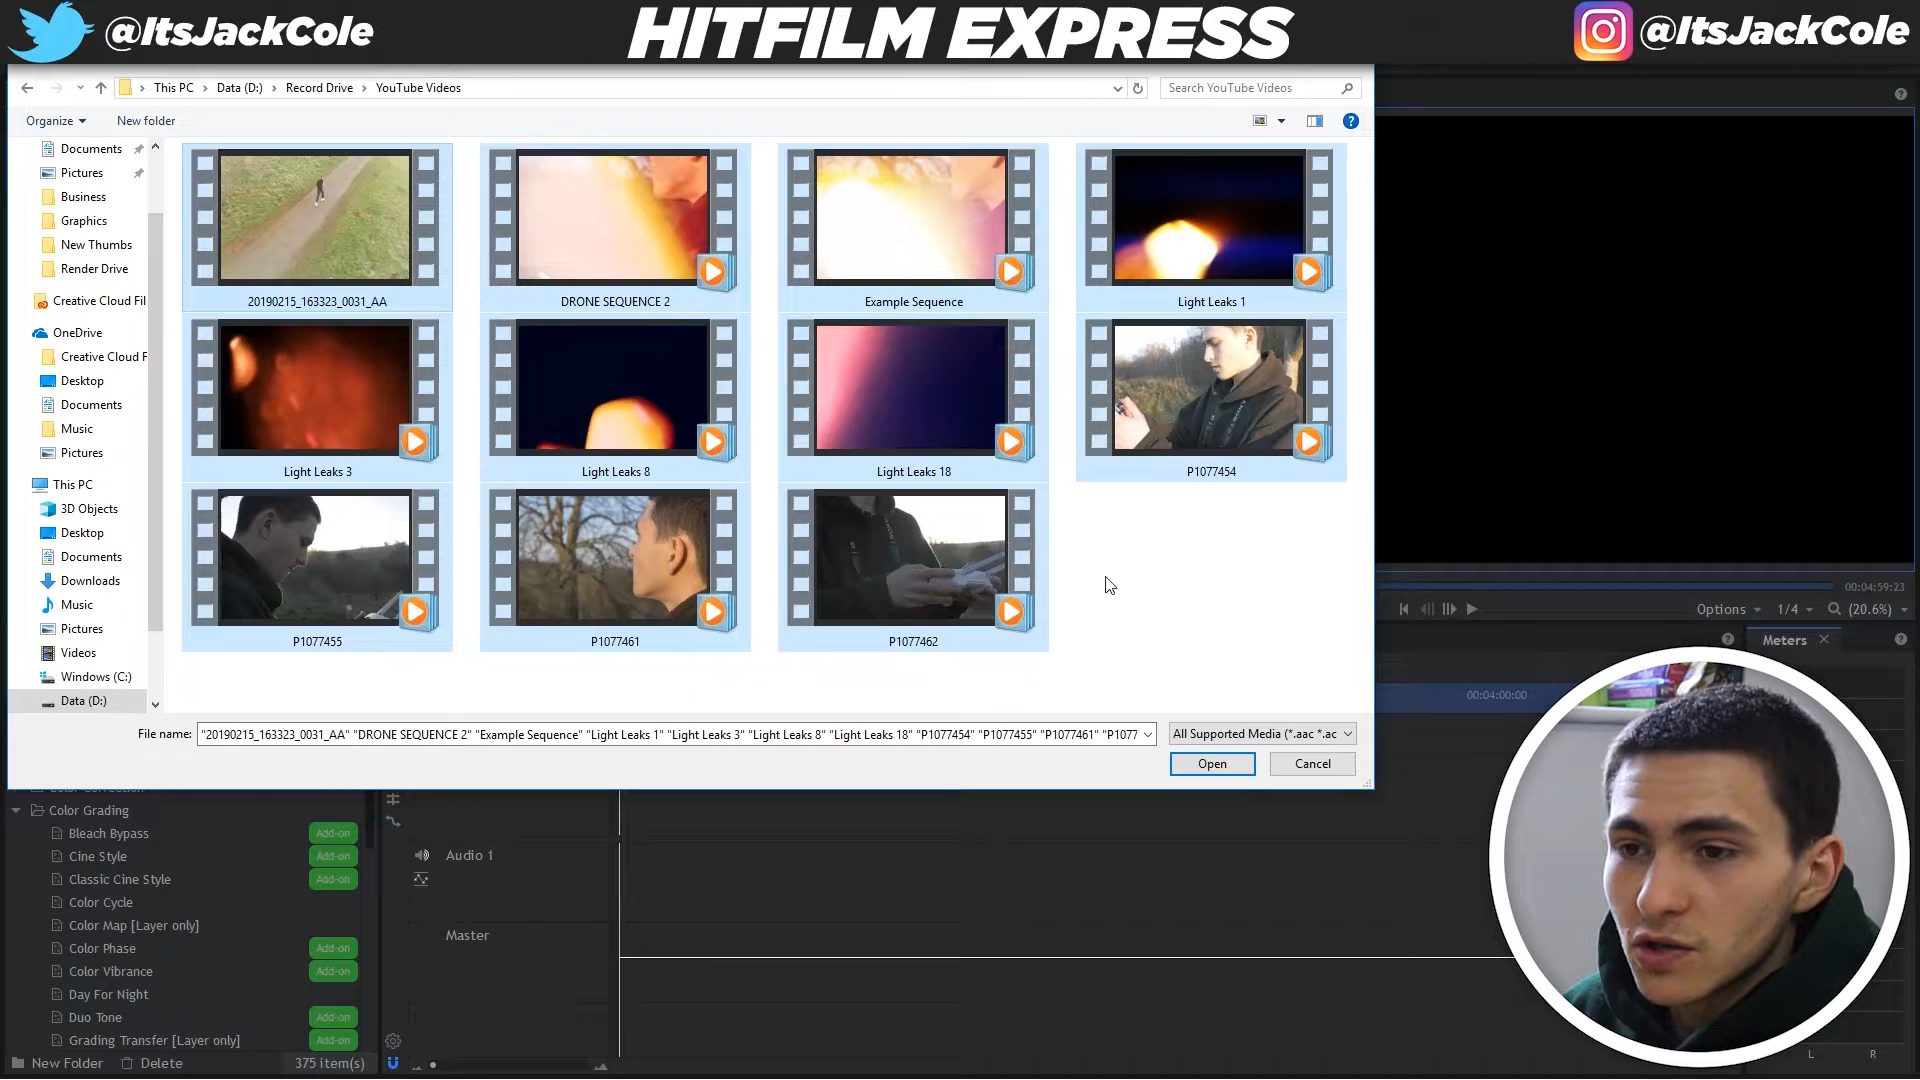 @ItsJackCole
HITFILM EXPRESS
@ItsJackCole
This PC
Data (D:)
Record Drive
YouTube Videos
Search YouTube Videos
Organize
New folder
Documents
Pictures
Business
Graphics
New Thumbs
Render Drive
Creative Cloud Fil
OneDrive
Creative Cloud F
Desktop
Documents
Music
Pictures
This PC
3D Objects
Desktop
Documents
Downloads
Music
Pictures
Videos
Windows (C:)
Data (D:)
20190215_163323_0031_AA
DRONE SEQUENCE 2
Example Sequence
Light Leaks 1
Light Leaks 3
Light Leaks 8
Light Leaks 18
P1077454
P1077455
P1077461
P1077462
File name:
"20190215_163323_0031_AA" "DRONE SEQUENCE 2" "Example Sequence" "Light Leaks 1" "Light Leaks 3" "Light Leaks 8" "Light Leaks 18" "P1077454" "P1077455" "P1077461" "P1077
All Supported Media (*.aac *.ac
Open
Cancel
00:04:59:23
Options
1/4
(20.6%)
Meters
00:04:00:00
Color Grading
Bleach Bypass
Add-on
Cine Style
Add-on
Classic Cine Style
Add-on
Color Cycle
Color Map [Layer only]
Color Phase
Add-on
Color Vibrance
Add-on
Day For Night
Duo Tone
Add-on
Grading Transfer [Layer only]
Add-on
New Folder
Delete
375 item(s)
Audio 1
Master
L
R